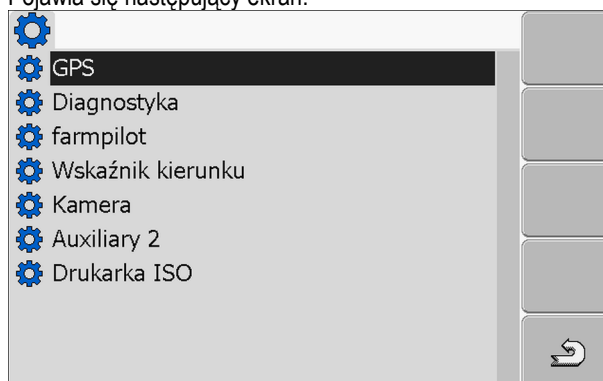 Pojawia się następujący ekran:
GPS
Diagnostyka
farmpilot
Wskaźnik kierunku
Kamera
Auxiliary 2
Drukarka ISO